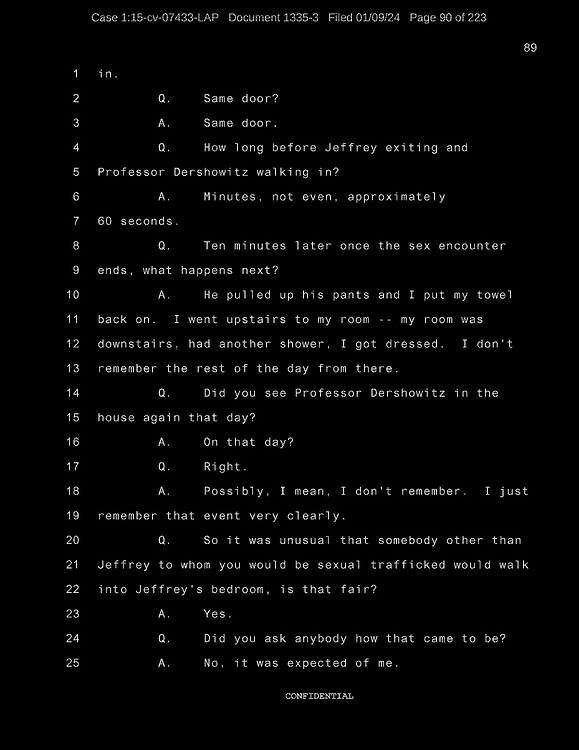 Case 1:15-cv-07433-LAP Document 1335-3 Filed 01/09/24 Page 90 of 223
89
1 in.
2 Q. Same door?
3 A. Same door.
4 Q. How long before Jeffrey exiting and
5 Professor Dershowitz walking in?
6 A. Minutes, not even, approximately
7 60 seconds.
8 Q. Ten minutes later once the sex encounter
9 ends, what happens next?
10 A. He pulled up his pants and I put my towel
11 back on. I went upstairs to my room -- my room was
12 downstairs, had another shower, I got dressed. I don't
13 remember the rest of the day from there.
14 Q. Did you see Professor Dershowitz in the
15 house again that day?
16 A. On that day?
17 Q. Right.
18 A. Possibly, I mean, I don't remember. I just
19 remember that event very clearly.
20 Q. So it was unusual that somebody other than
21 Jeffrey to whom you would be sexual trafficked would walk
22 into Jeffrey's bedroom, is that fair?
23 A. Yes.
24 Q. Did you ask anybody how that came to be?
25 A. No, it was expected of me.
CONFIDENTIAL